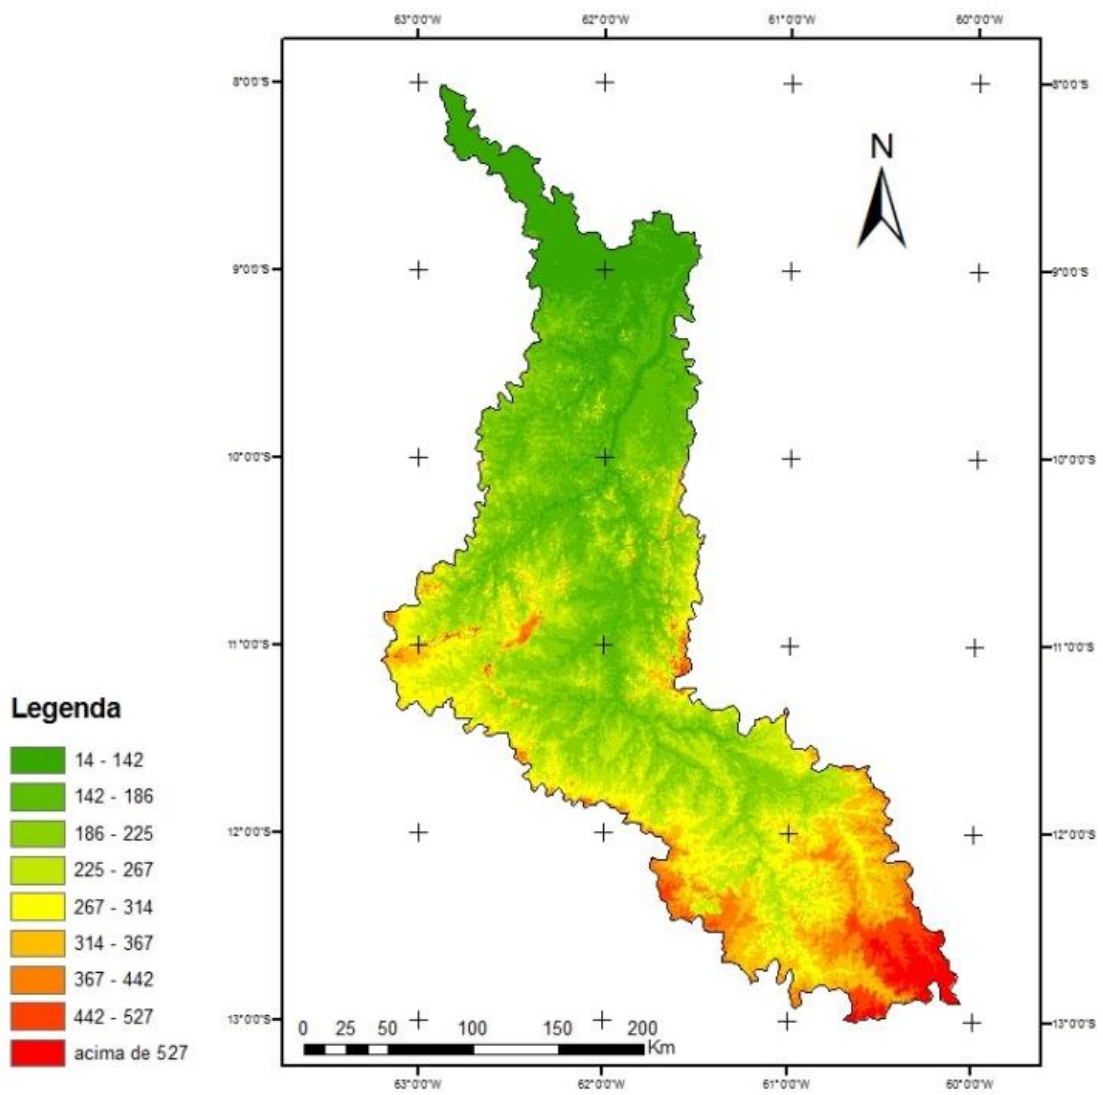 63°0'0"W 62°0'0"W 61°0'0"W 60°0'0"W
N
8°0'0"S 8°0'0"S
9°0'0"S 9°0'0"S
10°0'0"S 10°0'0"S
11°0'0"S 11°0'0"S
12°0'0"S 12°0'0"S
13°0'0"S 13°0'0"S
Legenda
14 - 142
142 - 186
186 - 225
225 - 267
267 - 314
314 - 367
367 - 442
442 - 527
acima de 527
0 25 50 100 150 200
Km
63°0'0"W 62°0'0"W 61°0'0"W 60°0'0"W